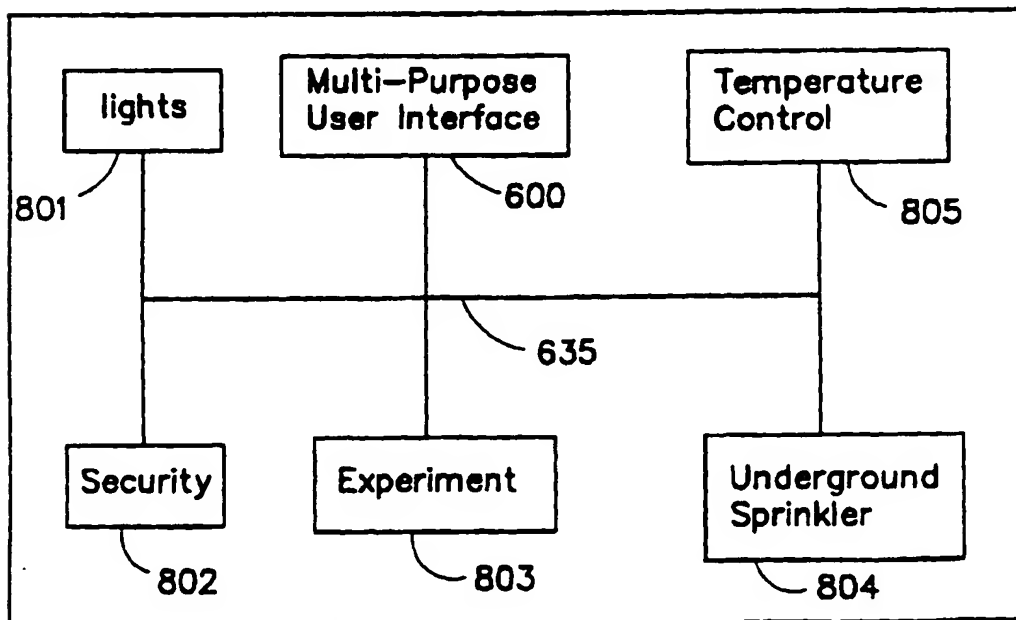 lights
Multi-Purpose
User Interface
Temperature
Control
801
600
805
635
Security
Experiment
Underground
Sprinkler
802
803
804